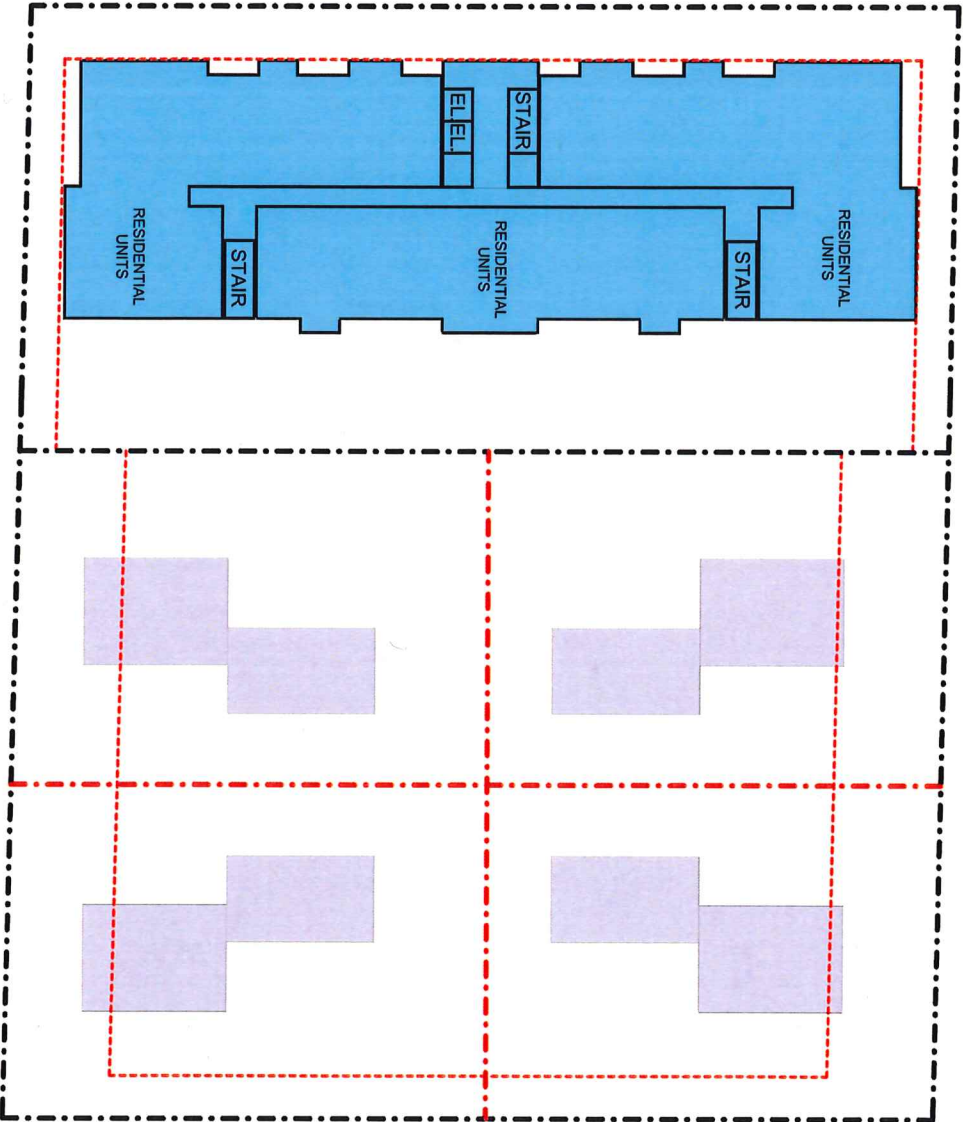 EL.
EL.
STAIR
RESIDENTIAL
UNITS
STAIR
RESIDENTIAL
UNITS
STAIR
RESIDENTIAL
UNITS